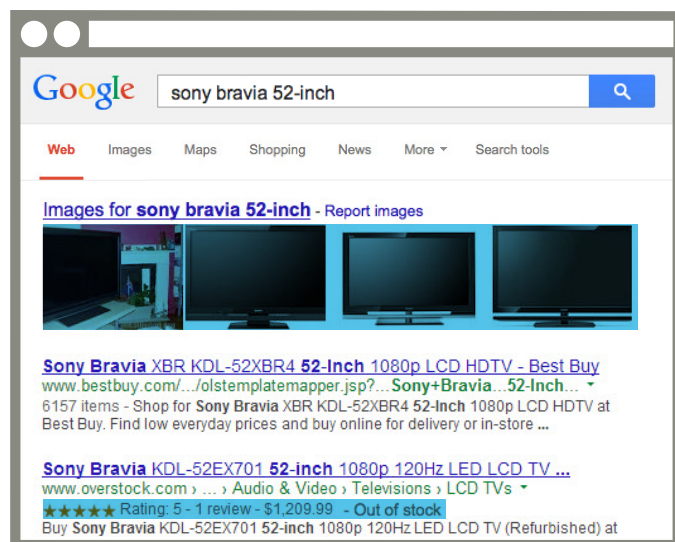 Google
sony bravia 52-inch
Web Images Maps Shopping News More Search tools
Images for sony bravia 52-inch - Report images
Sony Bravia XBR KDL-52XBR4 52-Inch 1080p LCD HDTV - Best Buy
www.bestbuy.com/.../olstemplatemapper.jsp?...Sony+Bravia...52-Inch...
6157 items - Shop for Sony Bravia XBR KDL-52XBR4 52-Inch 1080p LCD HDTV at
Best Buy. Find low everyday prices and buy online for delivery or in-store ...
Sony Bravia KDL-52EX701 52-inch 1080p 120Hz LED LCD TV ...
www.overstock.com › ... › Audio & Video › Televisions › LCD TVs
★★★★★ Rating: 5 - 1 review - $1,209.99 - Out of stock
Buy Sony Bravia KDL-52EX701 52-inch 1080p 120Hz LED LCD TV (Refurbished) at